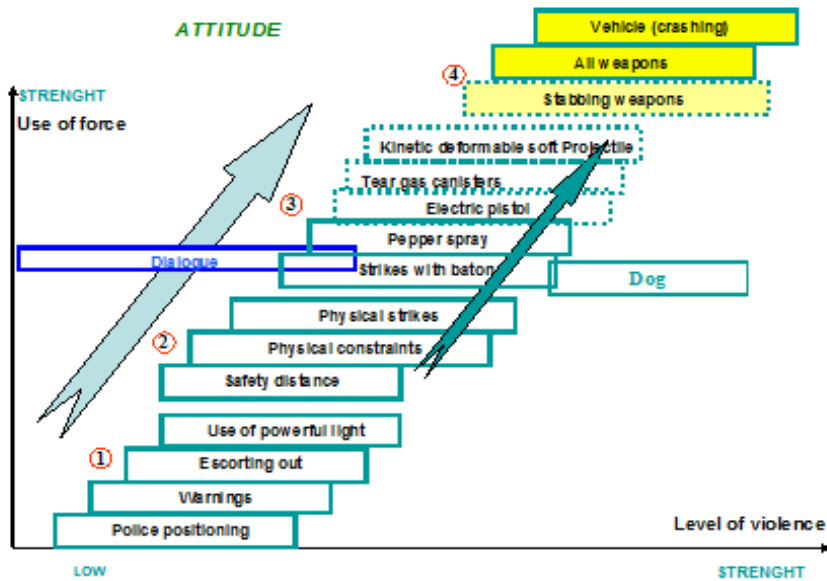 ATTITUDE
Vehicle (crashing)
All weapons
④
Stabbing weapons
STRENGHT
Use of force
Kinetic deformable soft Projectile
Tear gas canisters
③
Electric pistol
Pepper spray
Dialogue
Strikes with baton
Dog
Physical strikes
②
Physical constraints
Safety distance
Use of powerful light
①
Escorting out
Warnings
Police positioning
Level of violence
LOW
STRENGHT